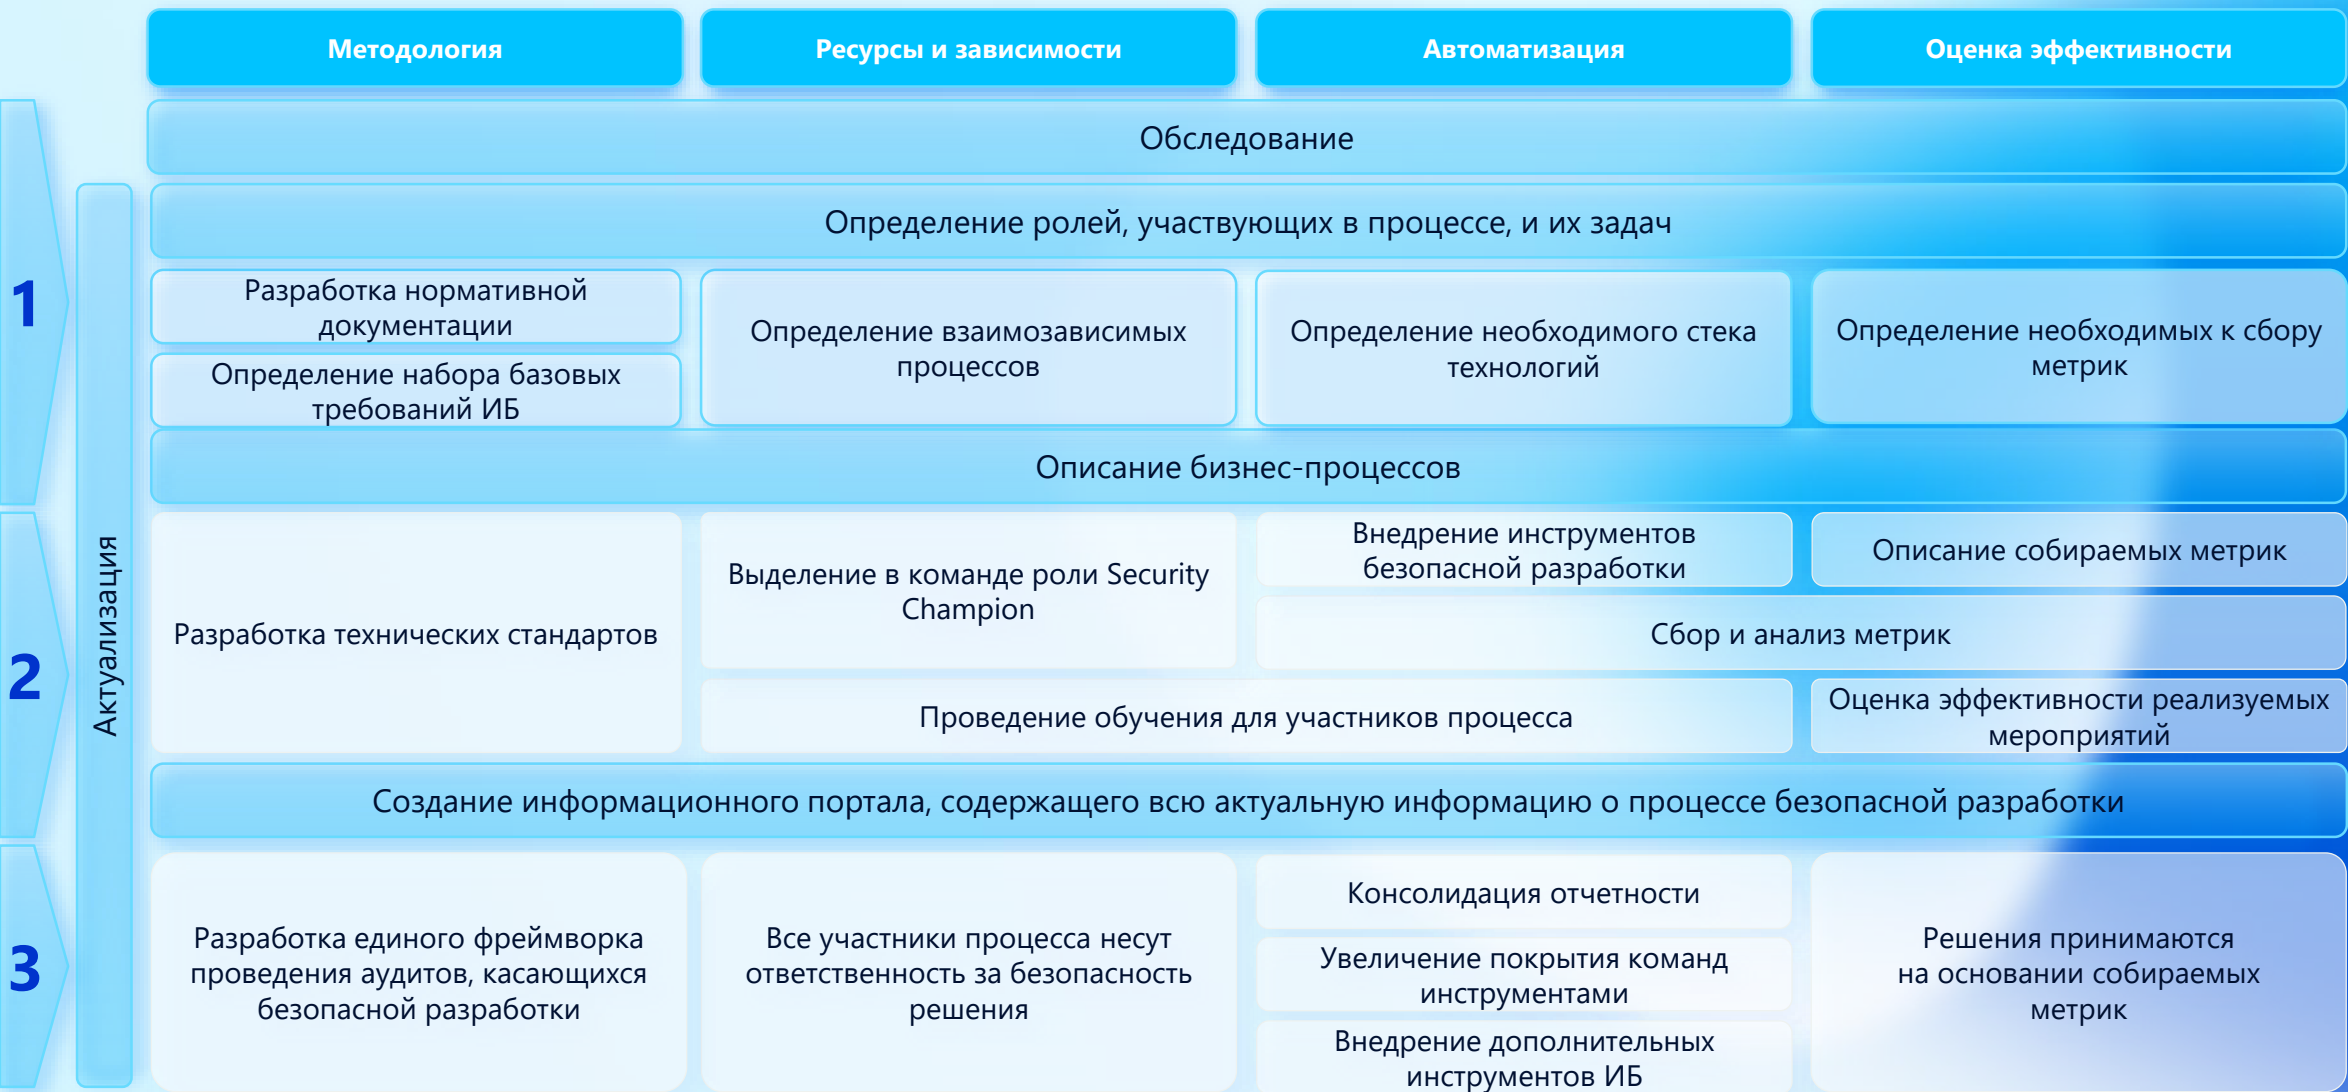 Методология
Ресурсы и зависимости
Автоматизация
Оценка эффективности
Обследование
Определение ролей, участвующих в процессе, и их задач
1
Актуализация
Разработка нормативной
документации
Определение набора базовых
требований ИБ
Определение взаимозависимых
процессов
Определение необходимого стека
технологий
Определение необходимых к сбору
метрик
Описание бизнес-процессов
2
Разработка технических стандартов
Выделение в команде роли Security
Champion
Внедрение инструментов
безопасной разработки
Описание собираемых метрик
Сбор и анализ метрик
Проведение обучения для участников процесса
Оценка эффективности реализуемых
мероприятий
Создание информационного портала, содержащего всю актуальную информацию о процессе безопасной разработки
3
Разработка единого фреймворка
проведения аудитов, касающихся
безопасной разработки
Все участники процесса несут
ответственность за безопасность
решения
Консолидация отчетности
Увеличение покрытия команд
инструментами
Внедрение дополнительных
инструментов ИБ
Решения принимаются
на основании собираемых
метрик